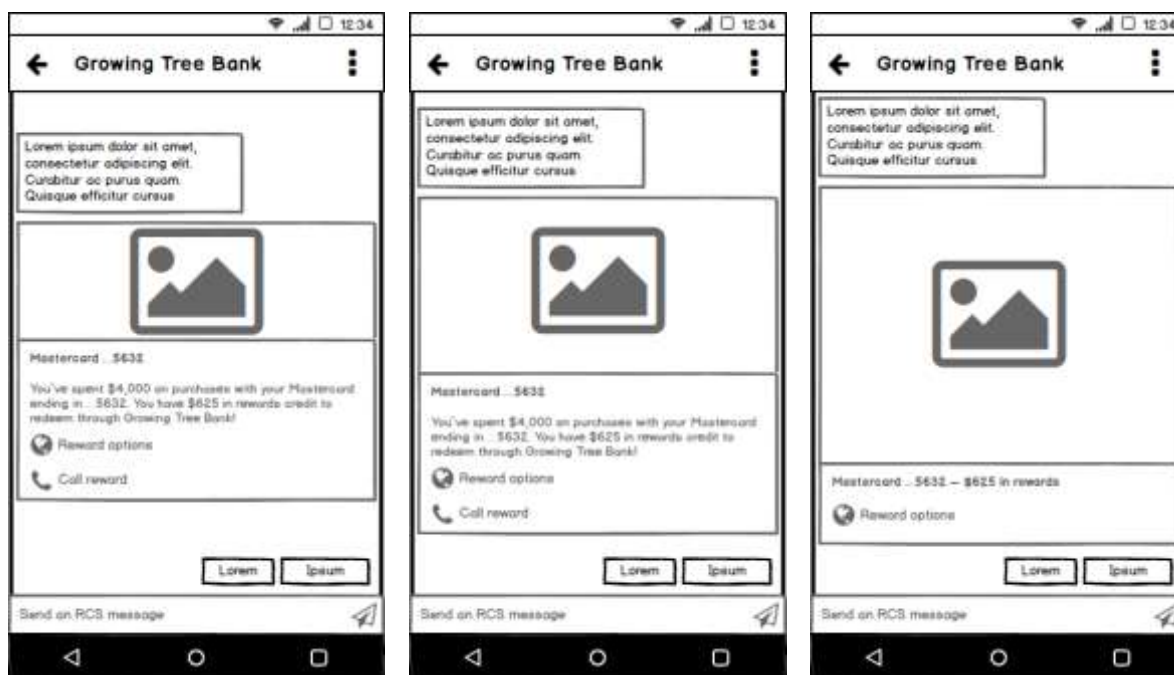 12:34
Growing Tree Bank
Lorem ipsum dolor sit amet,
consectetur adipiscing elit.
Curabitur ac purus quam.
Quisque efficitur cursus
Mastercard ...5632
You've spent $4,000 on purchases with your Mastercard
ending in ...5632. You have $625 in rewards credit to
redeem through Growing Tree Bank!
Reward options
Call reward
Lorem
Ipsum
Send an RCS message
12:34
Growing Tree Bank
Lorem ipsum dolor sit amet,
consectetur adipiscing elit.
Curabitur ac purus quam.
Quisque efficitur cursus
Mastercard ...5632
You've spent $4,000 on purchases with your Mastercard
ending in ...5632. You have $625 in rewards credit to
redeem through Growing Tree Bank!
Reward options
Call reward
Lorem
Ipsum
Send an RCS message
12:34
Growing Tree Bank
Lorem ipsum dolor sit amet,
consectetur adipiscing elit.
Curabitur ac purus quam.
Quisque efficitur cursus
Mastercard ...5632 – $625 in rewards
Reward options
Lorem
Ipsum
Send an RCS message